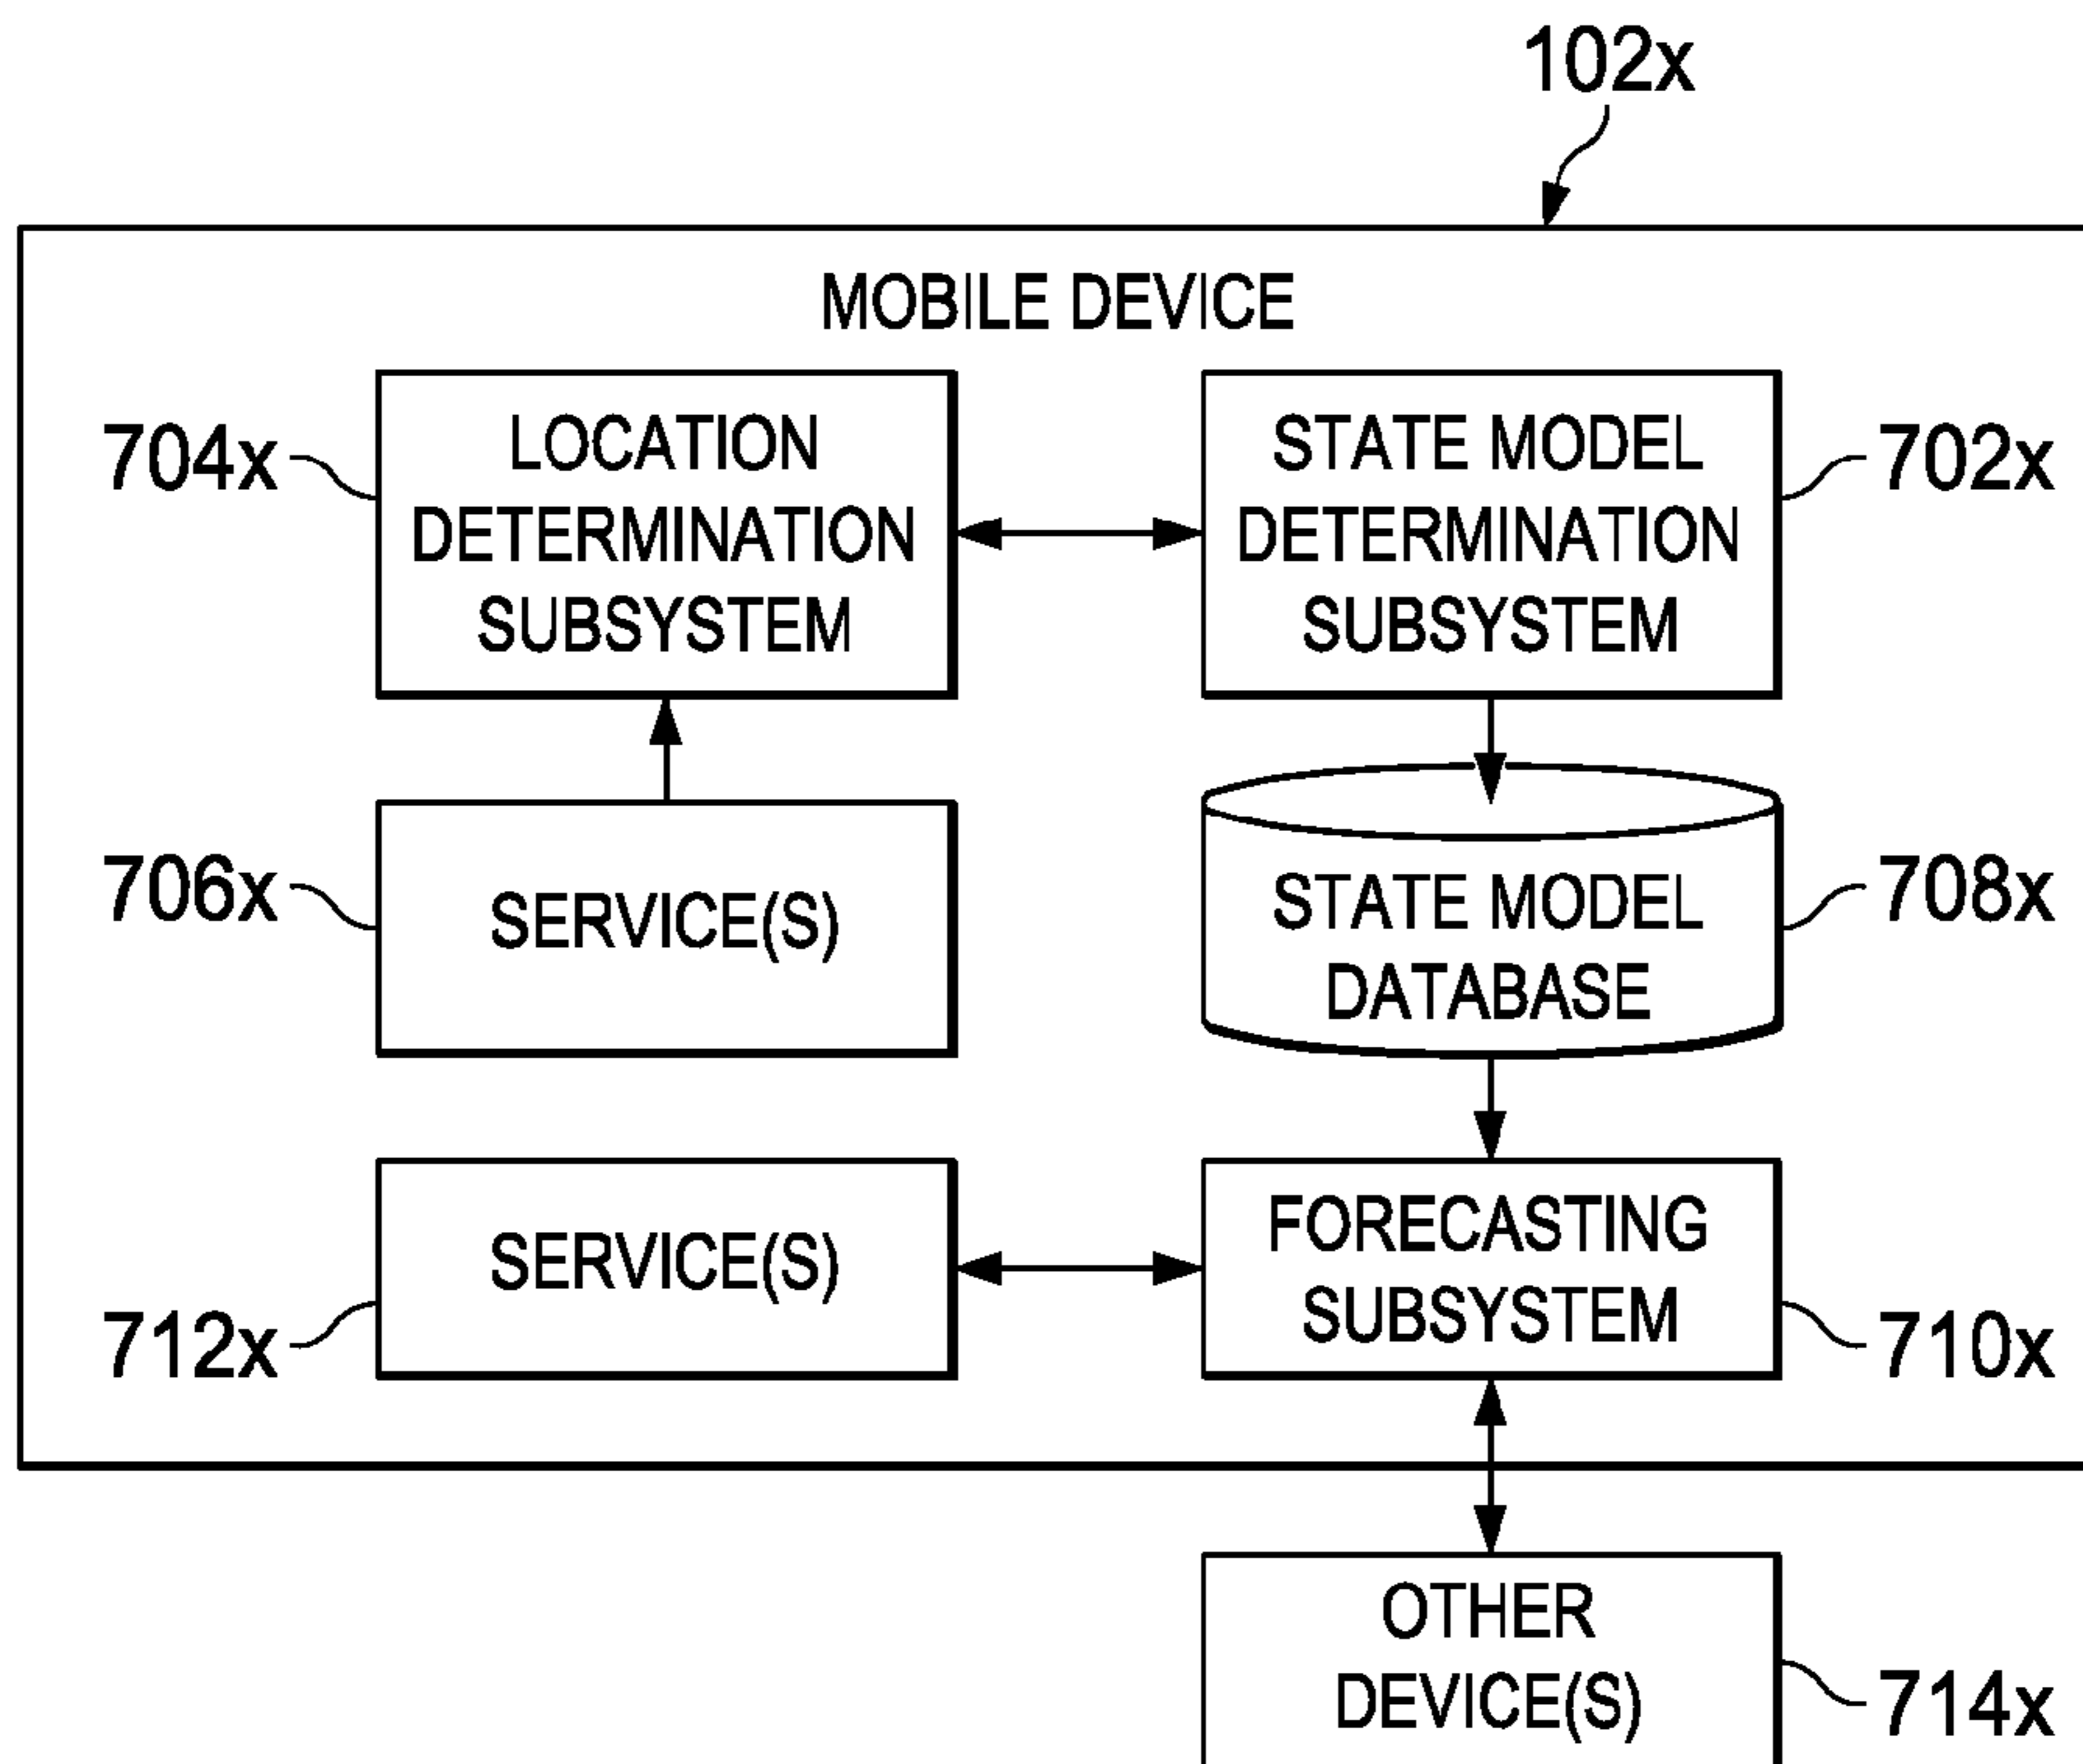 102x
MOBILE DEVICE
704x
LOCATION
DETERMINATION
SUBSYSTEM
STATE MODEL
DETERMINATION
SUBSYSTEM
702x
706x
SERVICE(S)
STATE MODEL
DATABASE
708x
712x
SERVICE(S)
FORECASTING
SUBSYSTEM
710x
OTHER
DEVICE(S)
714x